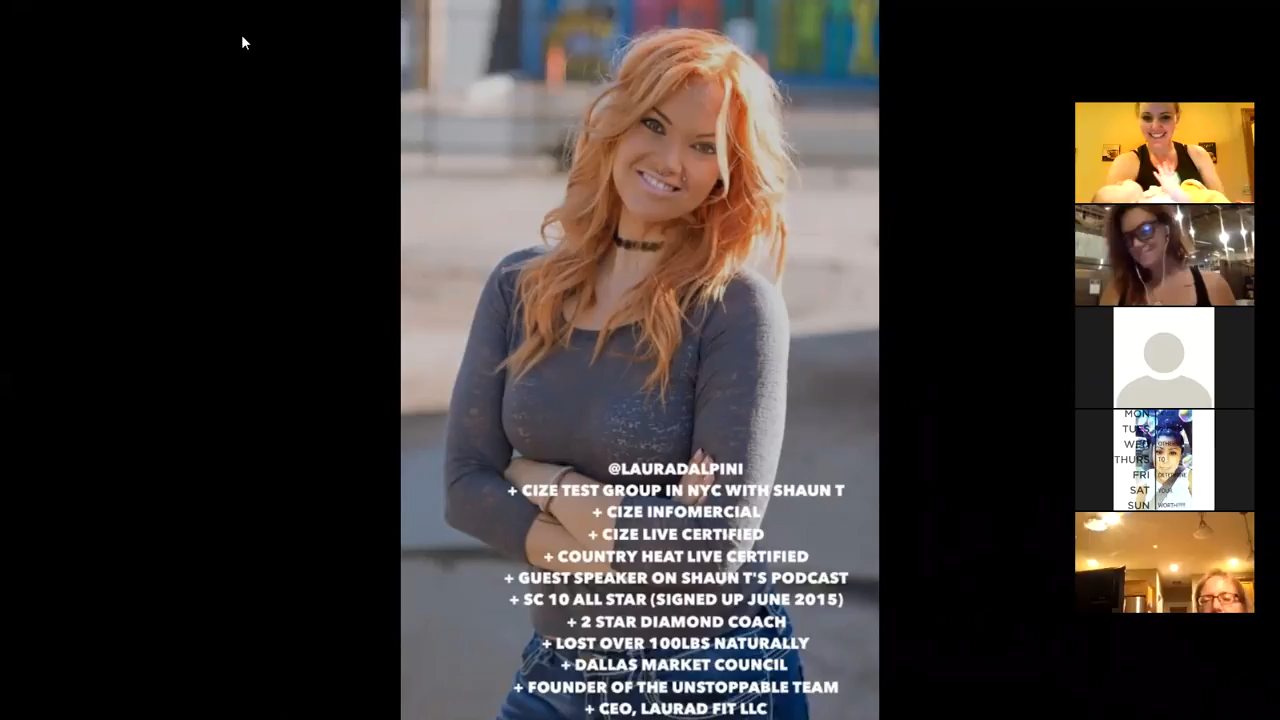 @LAURADALPINI
+ CIZE TEST GROUP IN NYC WITH SHAUN T
+ CIZE INFOMERCIAL
+ CIZE LIVE CERTIFIED
+ COUNTRY HEAT LIVE CERTIFIED
+ GUEST SPEAKER ON SHAUN T'S PODCAST
+ SC 10 ALL STAR (SIGNED UP JUNE 2015)
+ 2 STAR DIAMOND COACH
+ LOST OVER 100LBS NATURALLY
+ DALLAS MARKET COUNCIL
+ FOUNDER OF THE UNSTOPPABLE TEAM
+ CEO, LAURAD FIT LLC
MON
TUES
WED
THURS TO
FRI
SAT YOUR
SUN WORTH!!!!